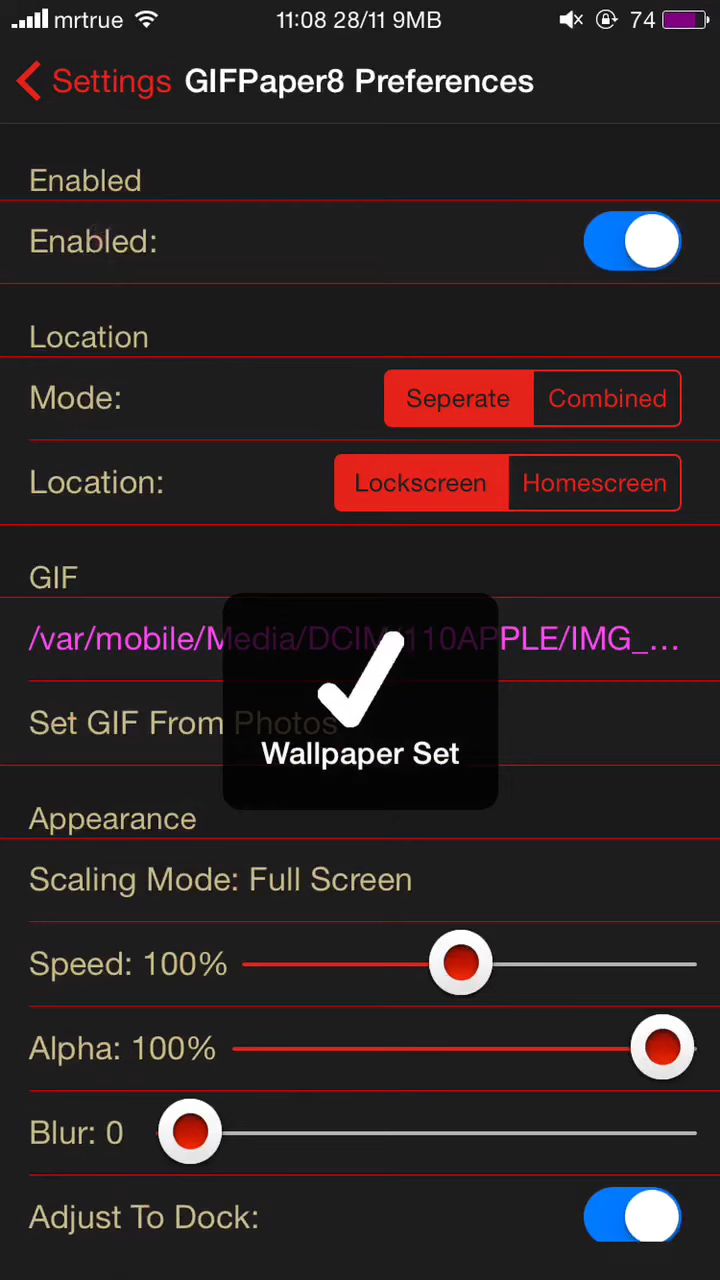 mrtrue 11:08 28/11 9MB 74
Settings GIFPaper8 Preferences
Enabled
Enabled:
Location
Mode: Seperate Combined
Location: Lockscreen Homescreen
GIF
/var/mobile/Media/DCIM/110APPLE/IMG_...
Set GIF From Photos
Wallpaper Set
Appearance
Scaling Mode: Full Screen
Speed: 100%
Alpha: 100%
Blur: 0
Adjust To Dock: